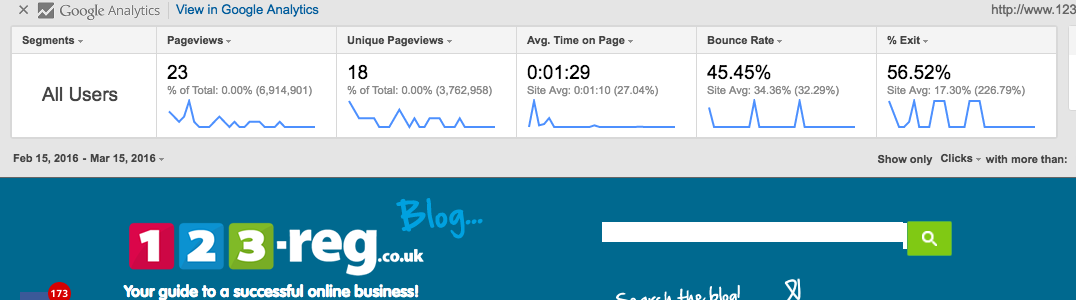 × Google Analytics View in Google Analytics http://www.123
Segments Pageviews Unique Pageviews Avg. Time on Page Bounce Rate % Exit
All Users
23 18 0:01:29 45.45% 56.52%
% of Total: 0.00% (6,914,901) % of Total: 0.00% (3,762,958) Site Avg: 0:01:10 (27.04%) Site Avg: 34.36% (32.29%) Site Avg: 17.30% (226.79%)
Feb 15, 2016 - Mar 15, 2016 Show only Clicks with more than:
Blog...
123-reg.co.uk
Your guide to a successful online business!
Search the blog!
173